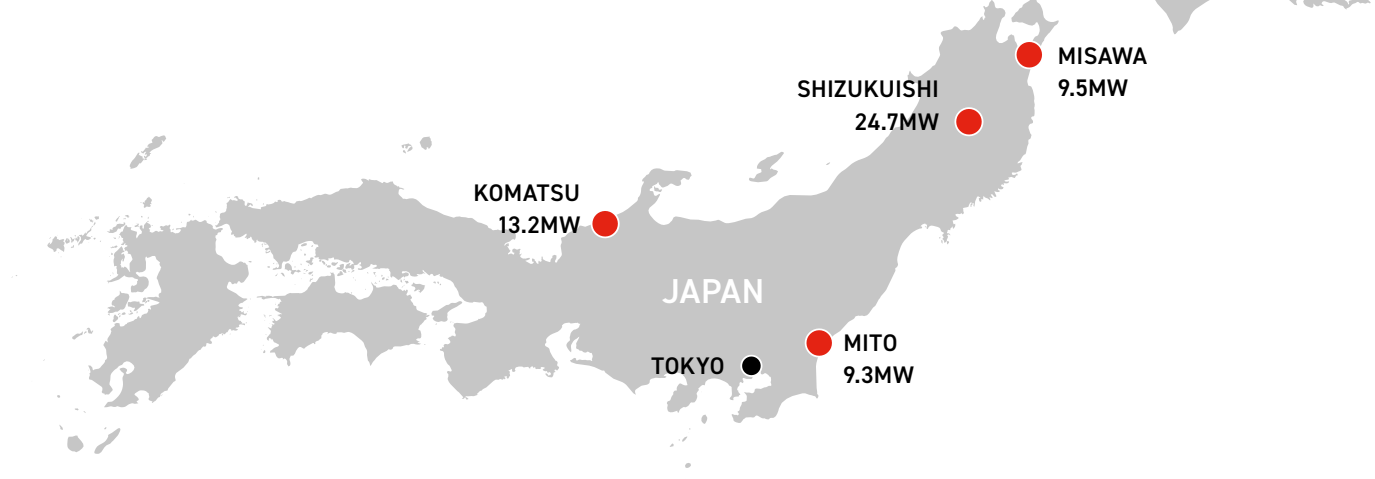 MISAWA
9.5MW
SHIZUKUISHI
24.7MW
KOMATSU
13.2MW
JAPAN
MITO
9.3MW
TOKYO